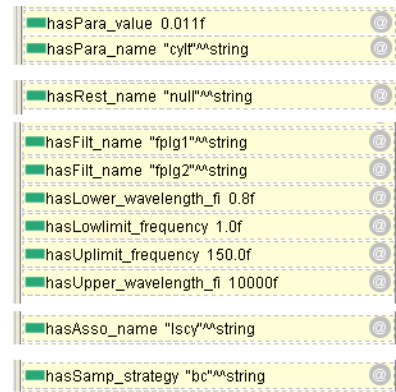 hasPara_value 0.011f @
hasPara_name "cylt"^^string @
hasRest_name "null"^^string @
hasFilt_name "fplg1"^^string @
hasFilt_name "fplg2"^^string @
hasLower_wavelength_fi 0.8f @
hasLowlimit_frequency 1.0f @
hasUplimit_frequency 150.0f @
hasUpper_wavelength_fi 10000f @
hasAsso_name "lscy"^^string @
hasSamp_strategy "bc"^^string @